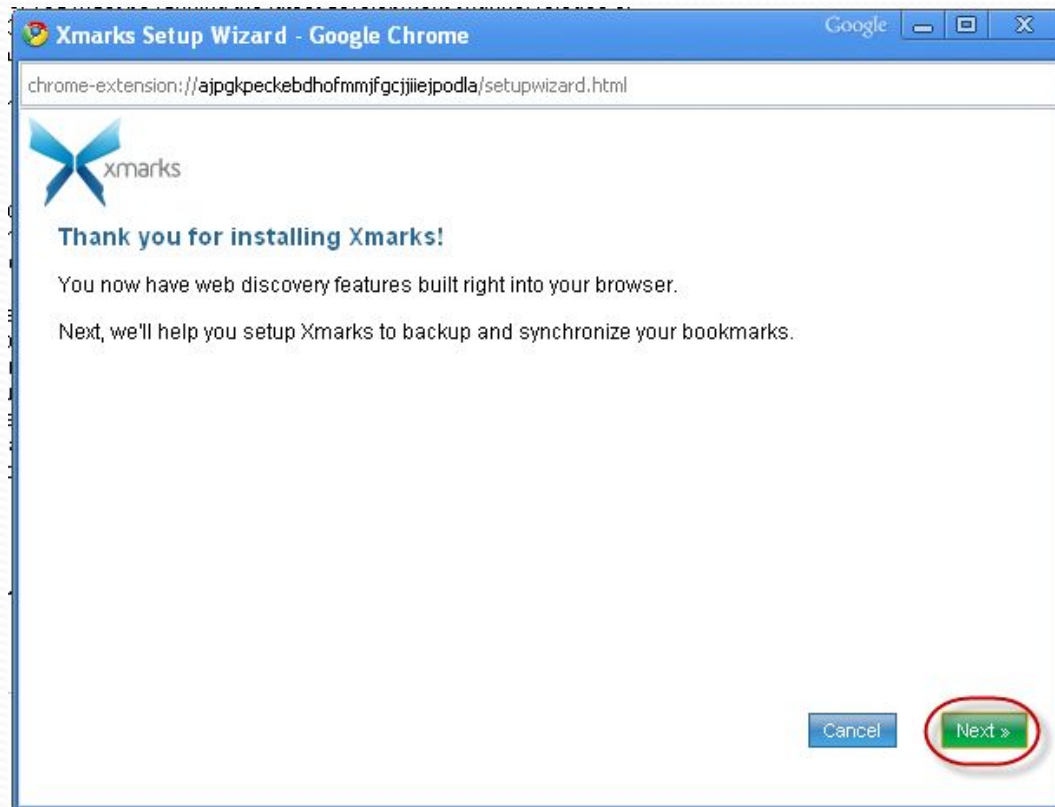 Xmarks Setup Wizard - Google Chrome
Google
chrome-extension://ajpgkpeckebdhofmmjfgcjjiiejpodla/setupwizard.html
xmarks
Thank you for installing Xmarks!
You now have web discovery features built right into your browser.
Next, we'll help you setup Xmarks to backup and synchronize your bookmarks.
Cancel
Next »